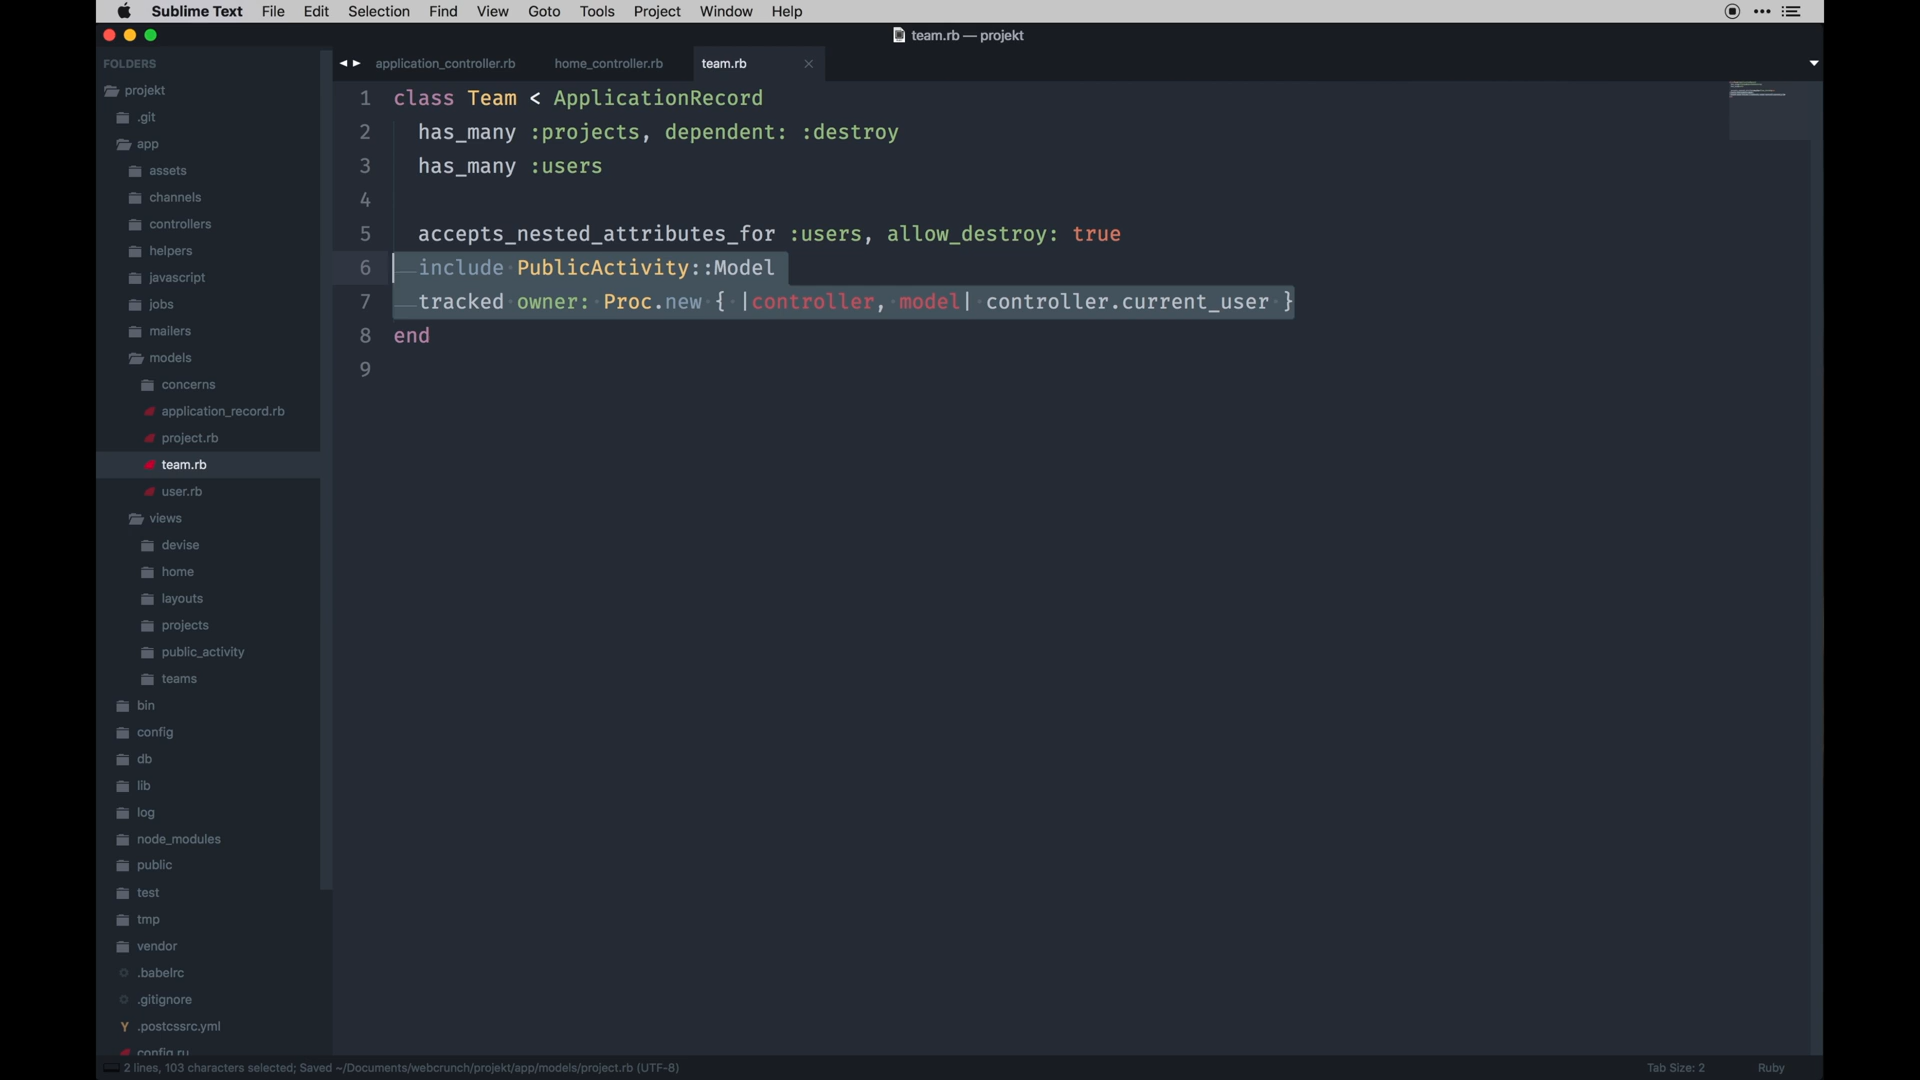 Sublime Text File Edit Selection Find View Goto Tools Project Window Help
team.rb — projekt
FOLDERS
projekt
.git
app
assets
channels
controllers
helpers
javascript
jobs
mailers
models
concerns
application_record.rb
project.rb
team.rb
user.rb
views
devise
home
layouts
projects
public_activity
teams
bin
config
db
lib
log
node_modules
public
test
tmp
vendor
.babelrc
.gitignore
Y .postcssrc.yml
config.ru
application_controller.rb home_controller.rb team.rb
1 class Team < ApplicationRecord
2 has_many :projects, dependent: :destroy
3 has_many :users
4
5 accepts_nested_attributes_for :users, allow_destroy: true
6 include PublicActivity::Model
7 tracked owner: Proc.new { |controller, model| controller.current_user }
8 end
9
2 lines, 103 characters selected; Saved ~/Documents/webcrunch/projekt/app/models/project.rb (UTF-8) Tab Size: 2 Ruby